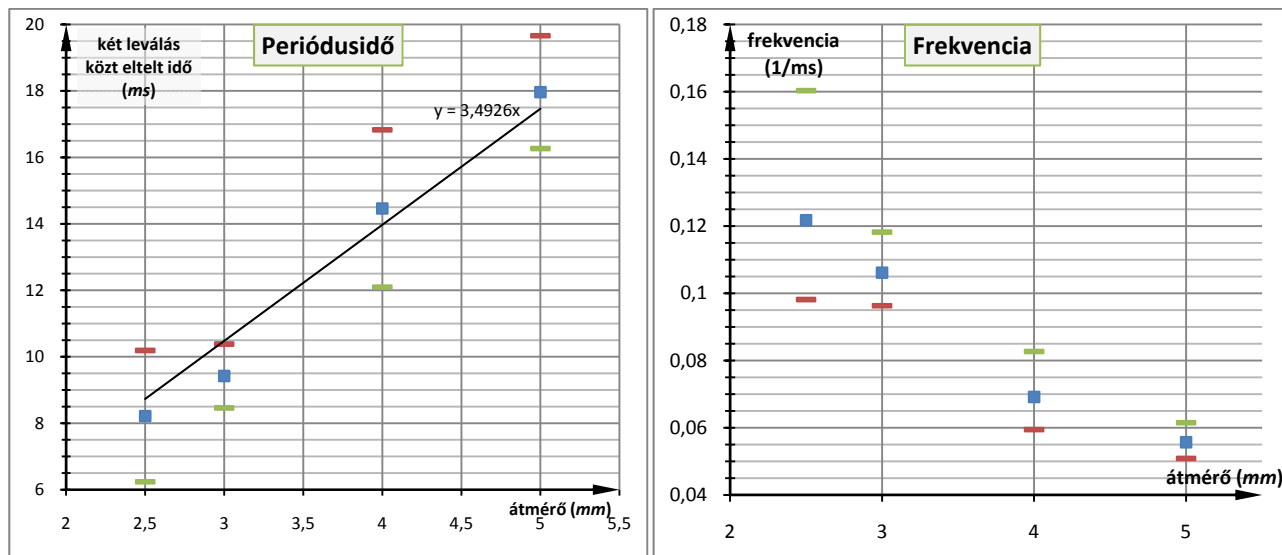 Periódusidő
két leválás
közt eltelt idő
(ms)
20
18
16
14
12
10
8
6
y = 3,4926x
2
2,5
3
3,5
4
4,5
5
5,5
átmérő (mm)
Frekvencia
frekvencia
(1/ms)
0,18
0,16
0,14
0,12
0,1
0,08
0,06
0,04
2
3
4
5
átmérő (mm)